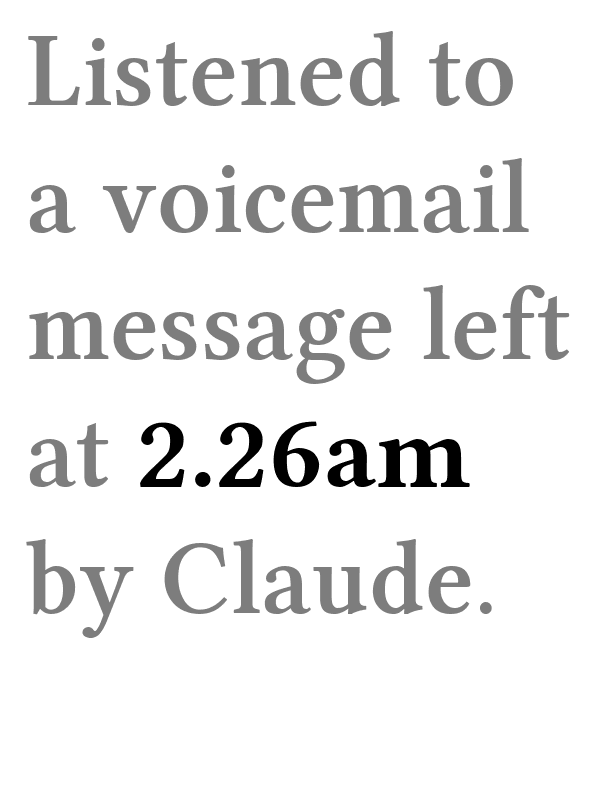 Listened to
a voicemail
message left
at 2.26am
by Claude.